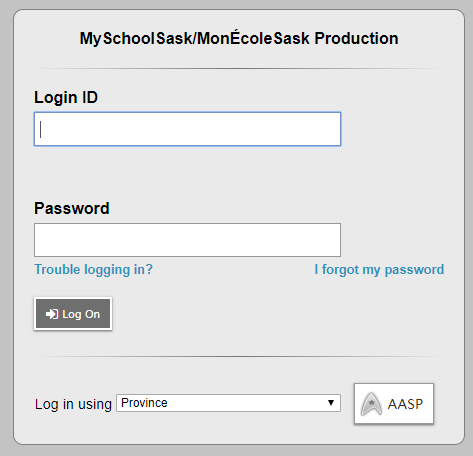 MySchoolSask/MonÉcoleSask Production
Login ID
Password
Trouble logging in? I forgot my password
Log On
Log in using Province AASP